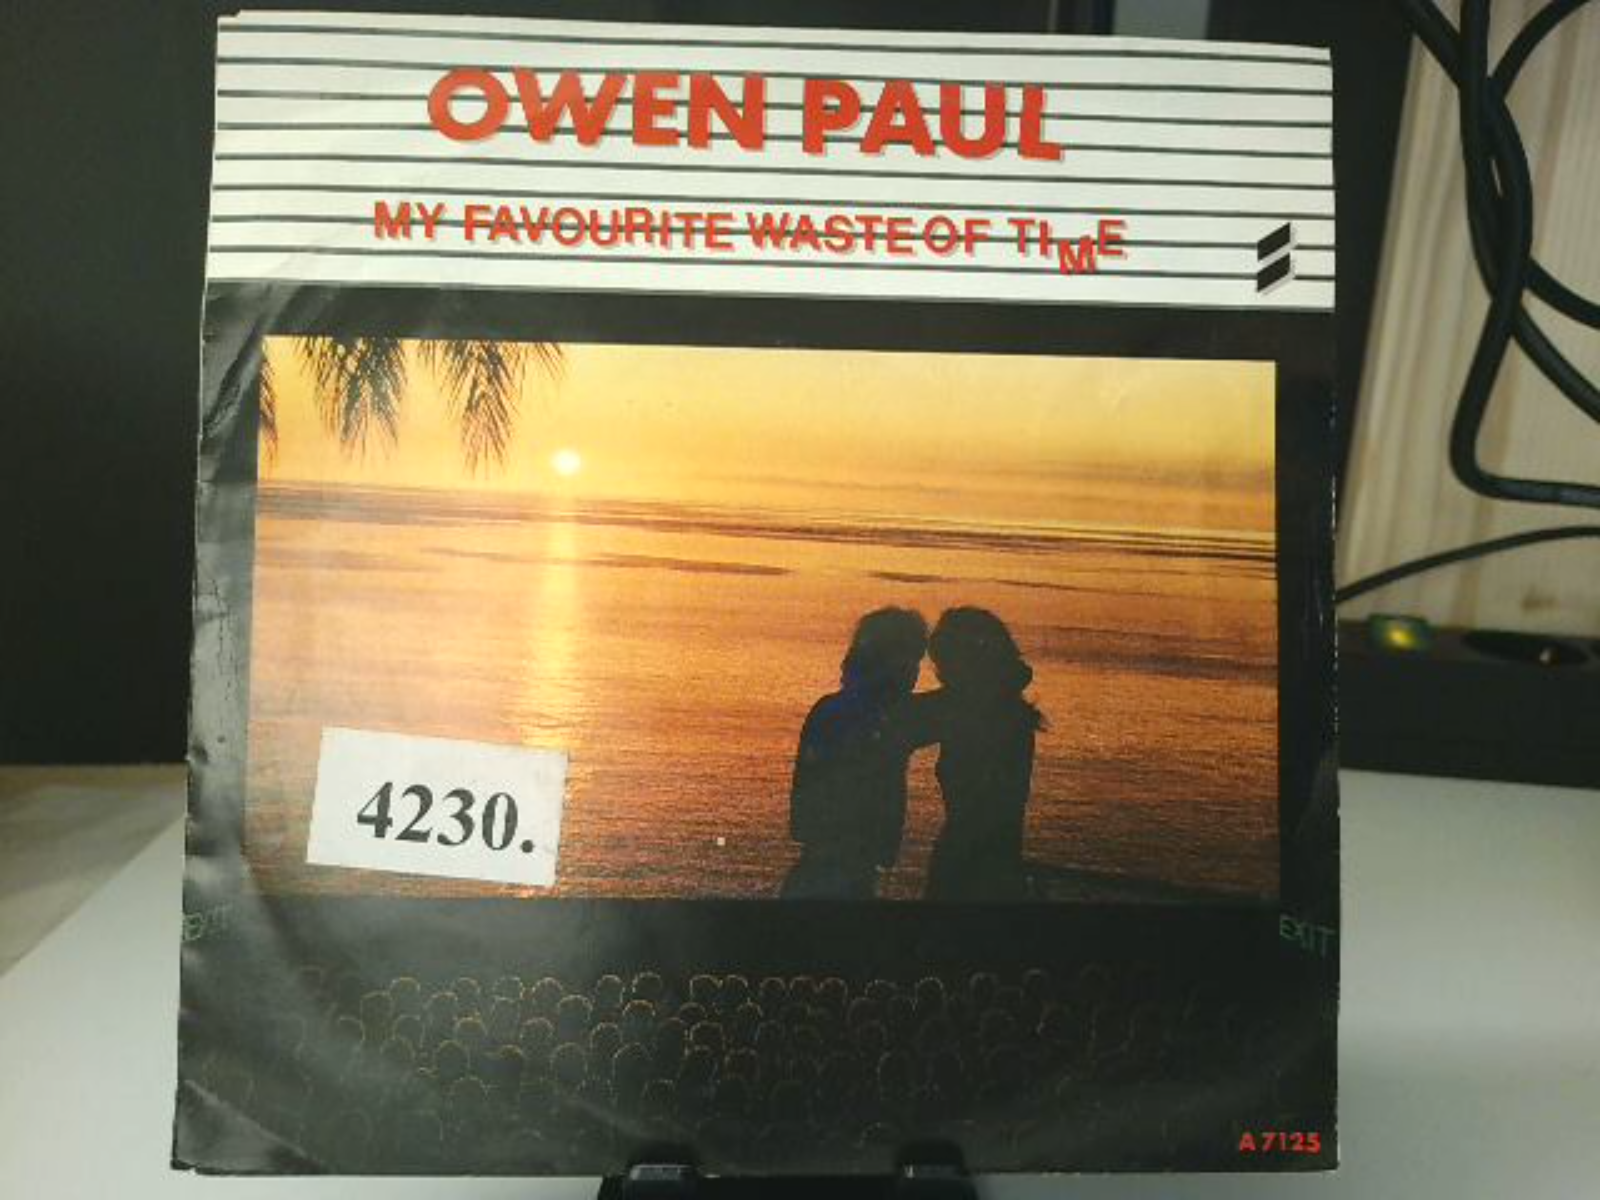 OWEN PAUL
MY FAVOURITE WASTE OF TIME
4230.
EXIT
EXIT
A 7125